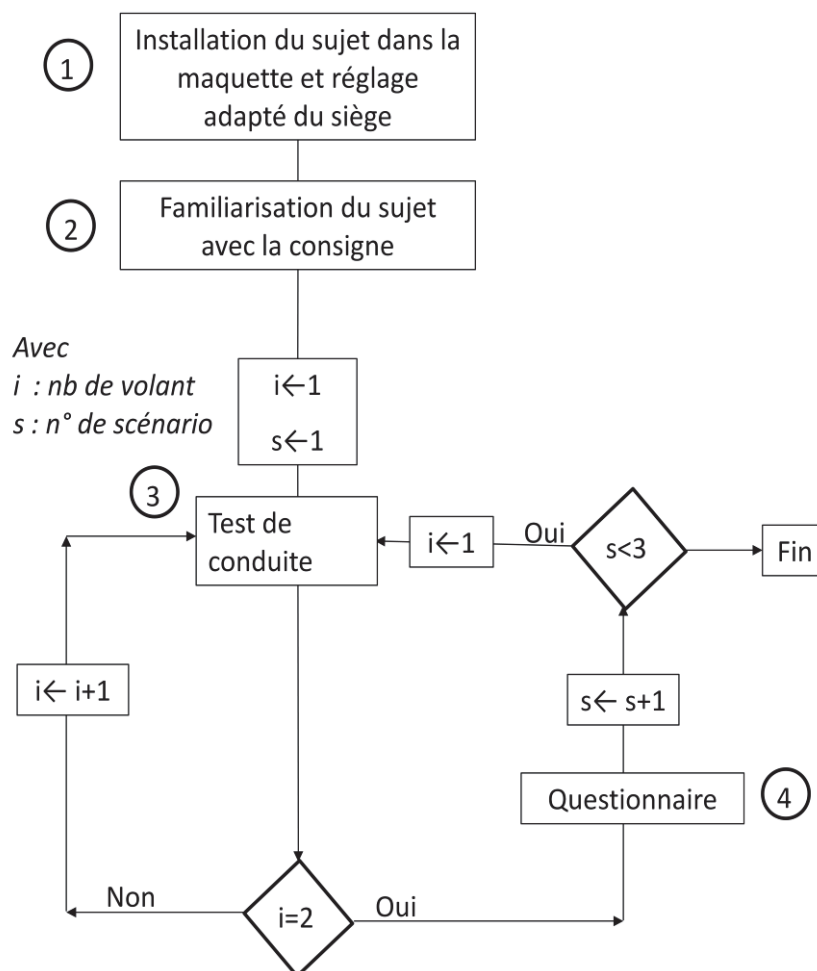 1
Installation du sujet dans la
maquette et réglage
adapté du siège
2
Familiarisation du sujet
avec la consigne
Avec
i : nb de volant
s : n° de scénario
i←1
s←1
3
Test de
conduite
i←1
Oui
s<3
Fin
i← i+1
s← s+1
Questionnaire
4
Non
i=2
Oui